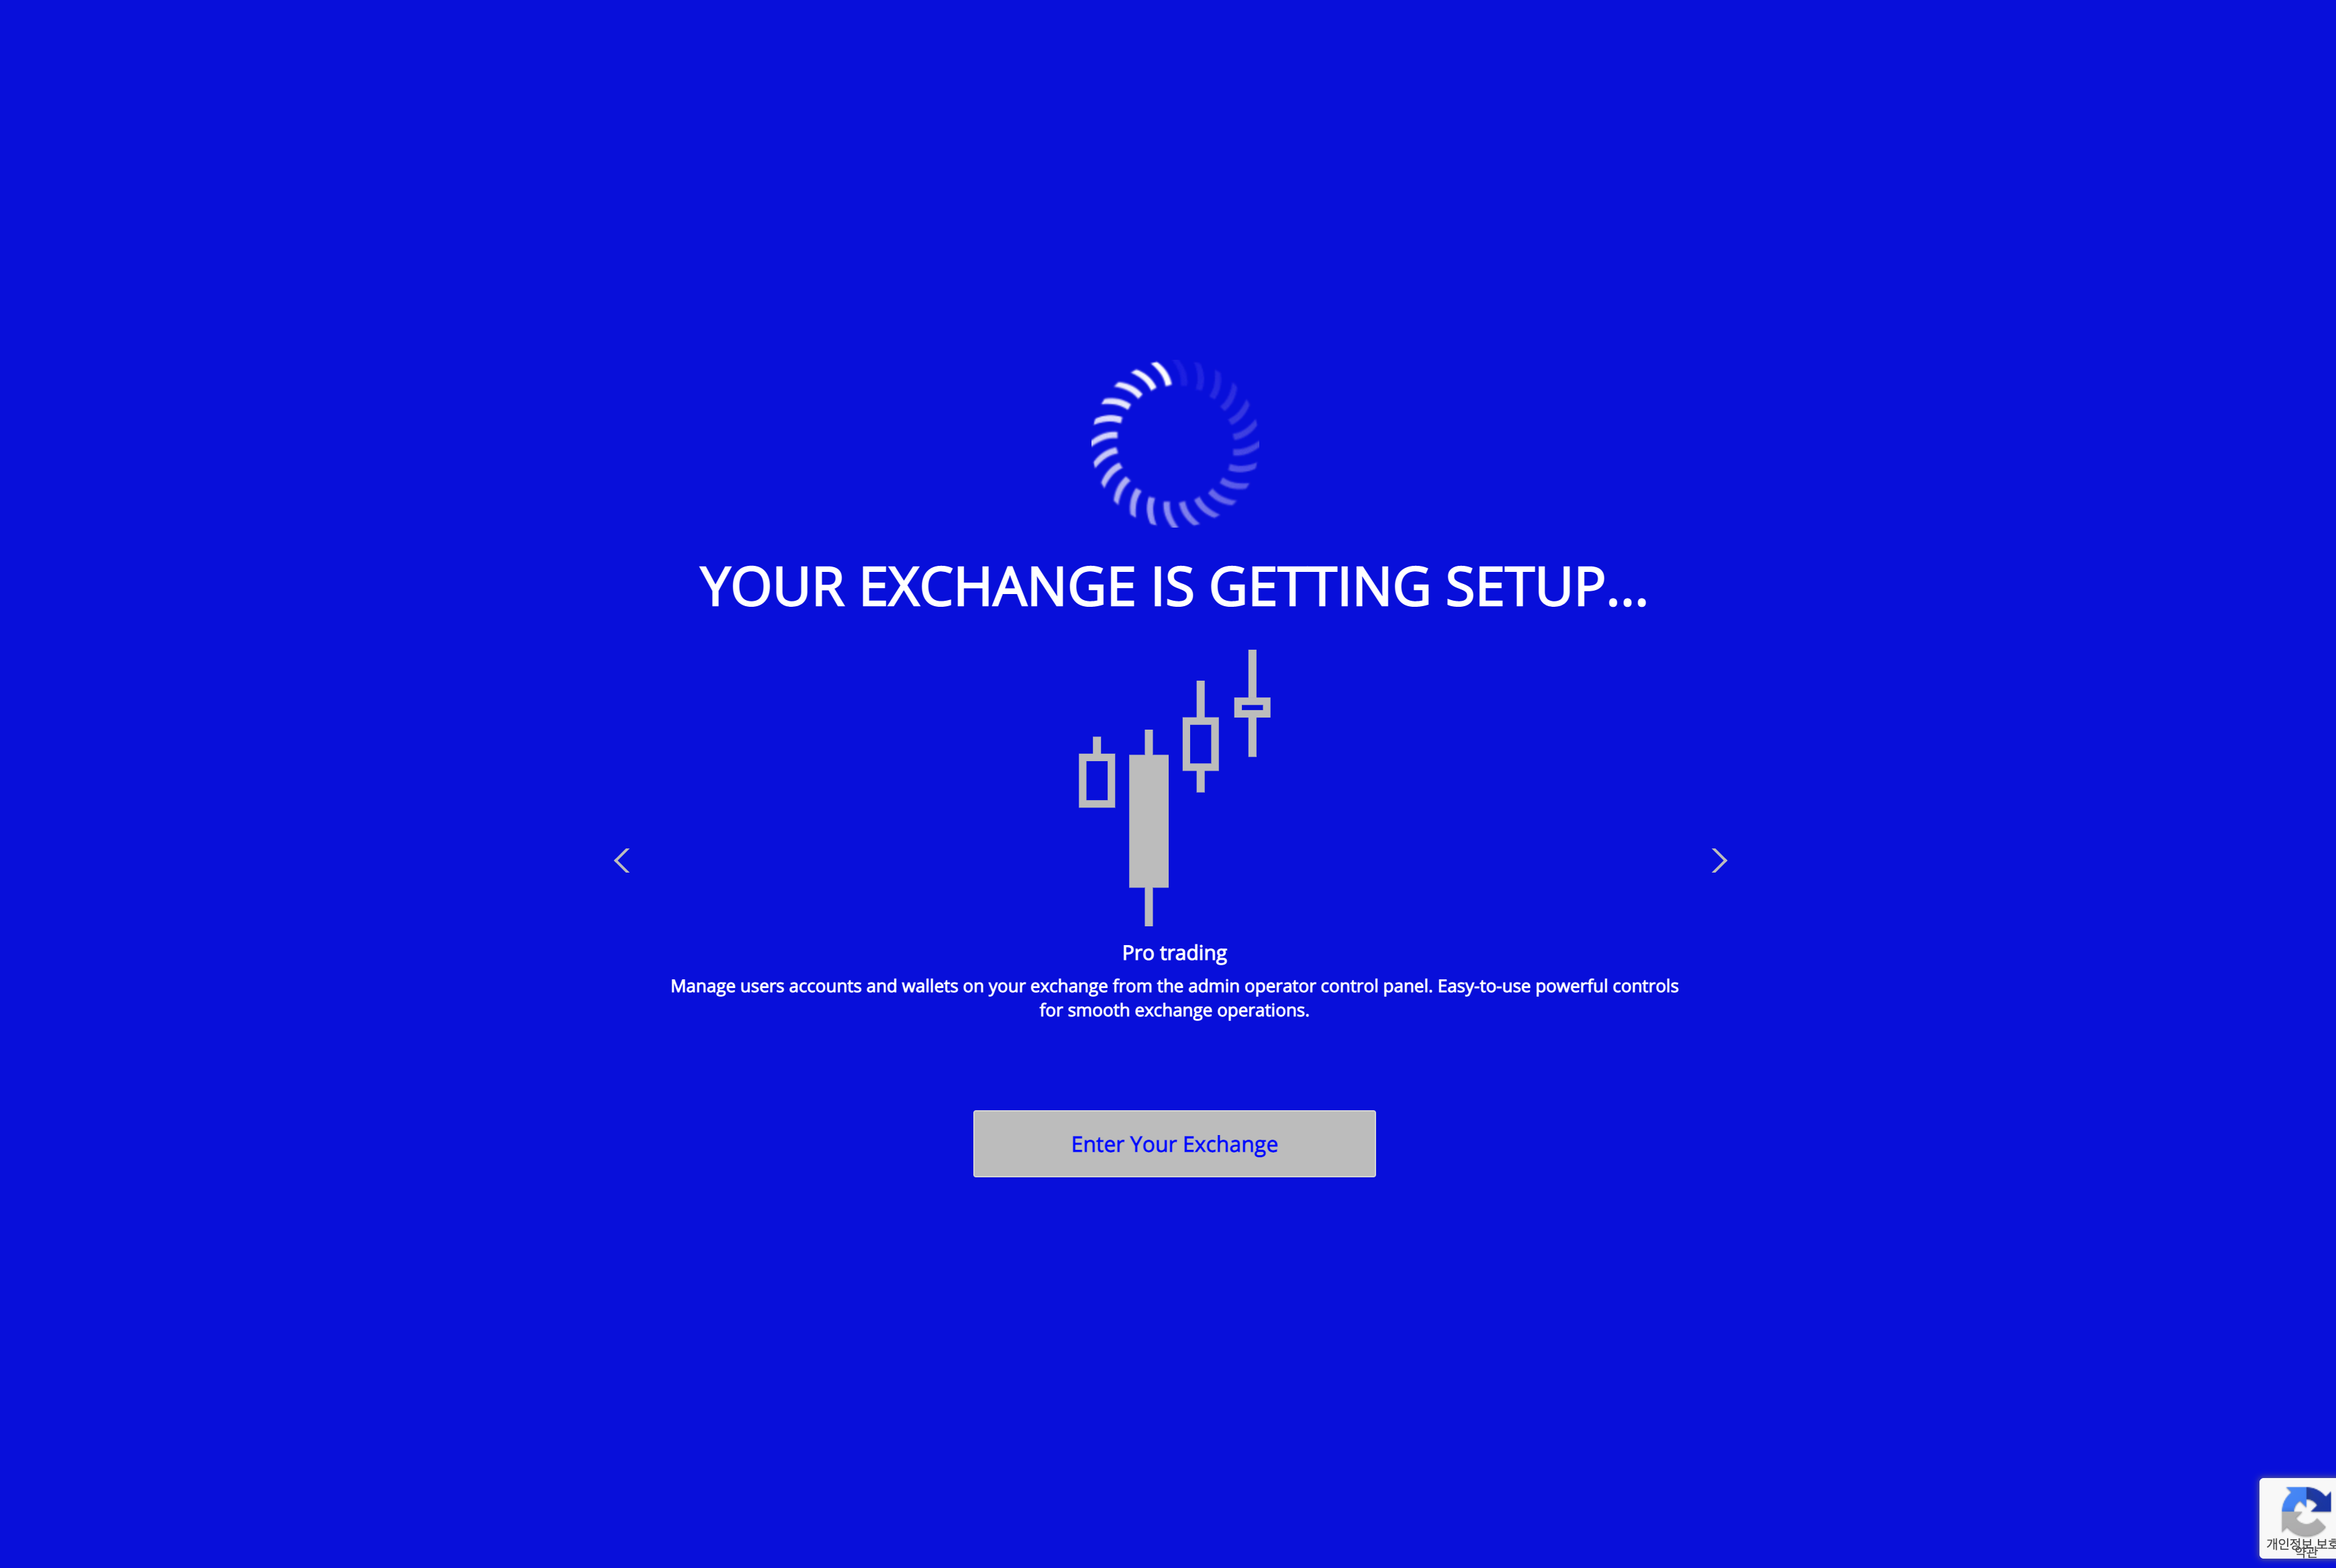 YOUR EXCHANGE IS GETTING SETUP...
Pro trading
Manage users accounts and wallets on your exchange from the admin operator control panel. Easy-to-use powerful controls
for smooth exchange operations.
Enter Your Exchange
개인정보 보호
약관